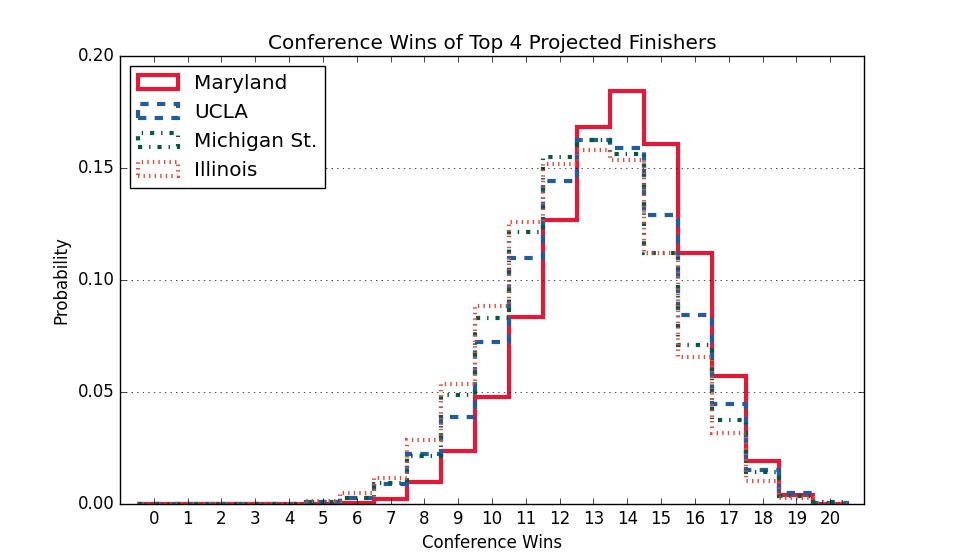 Conference Wins of Top 4 Projected Finishers
Maryland
UCLA
Michigan St.
Illinois
Probability
0.20
0.15
0.10
0.05
0.00
0 1 2 3 4 5 6 7 8 9 10 11 12 13 14 15 16 17 18 19 20
Conference Wins